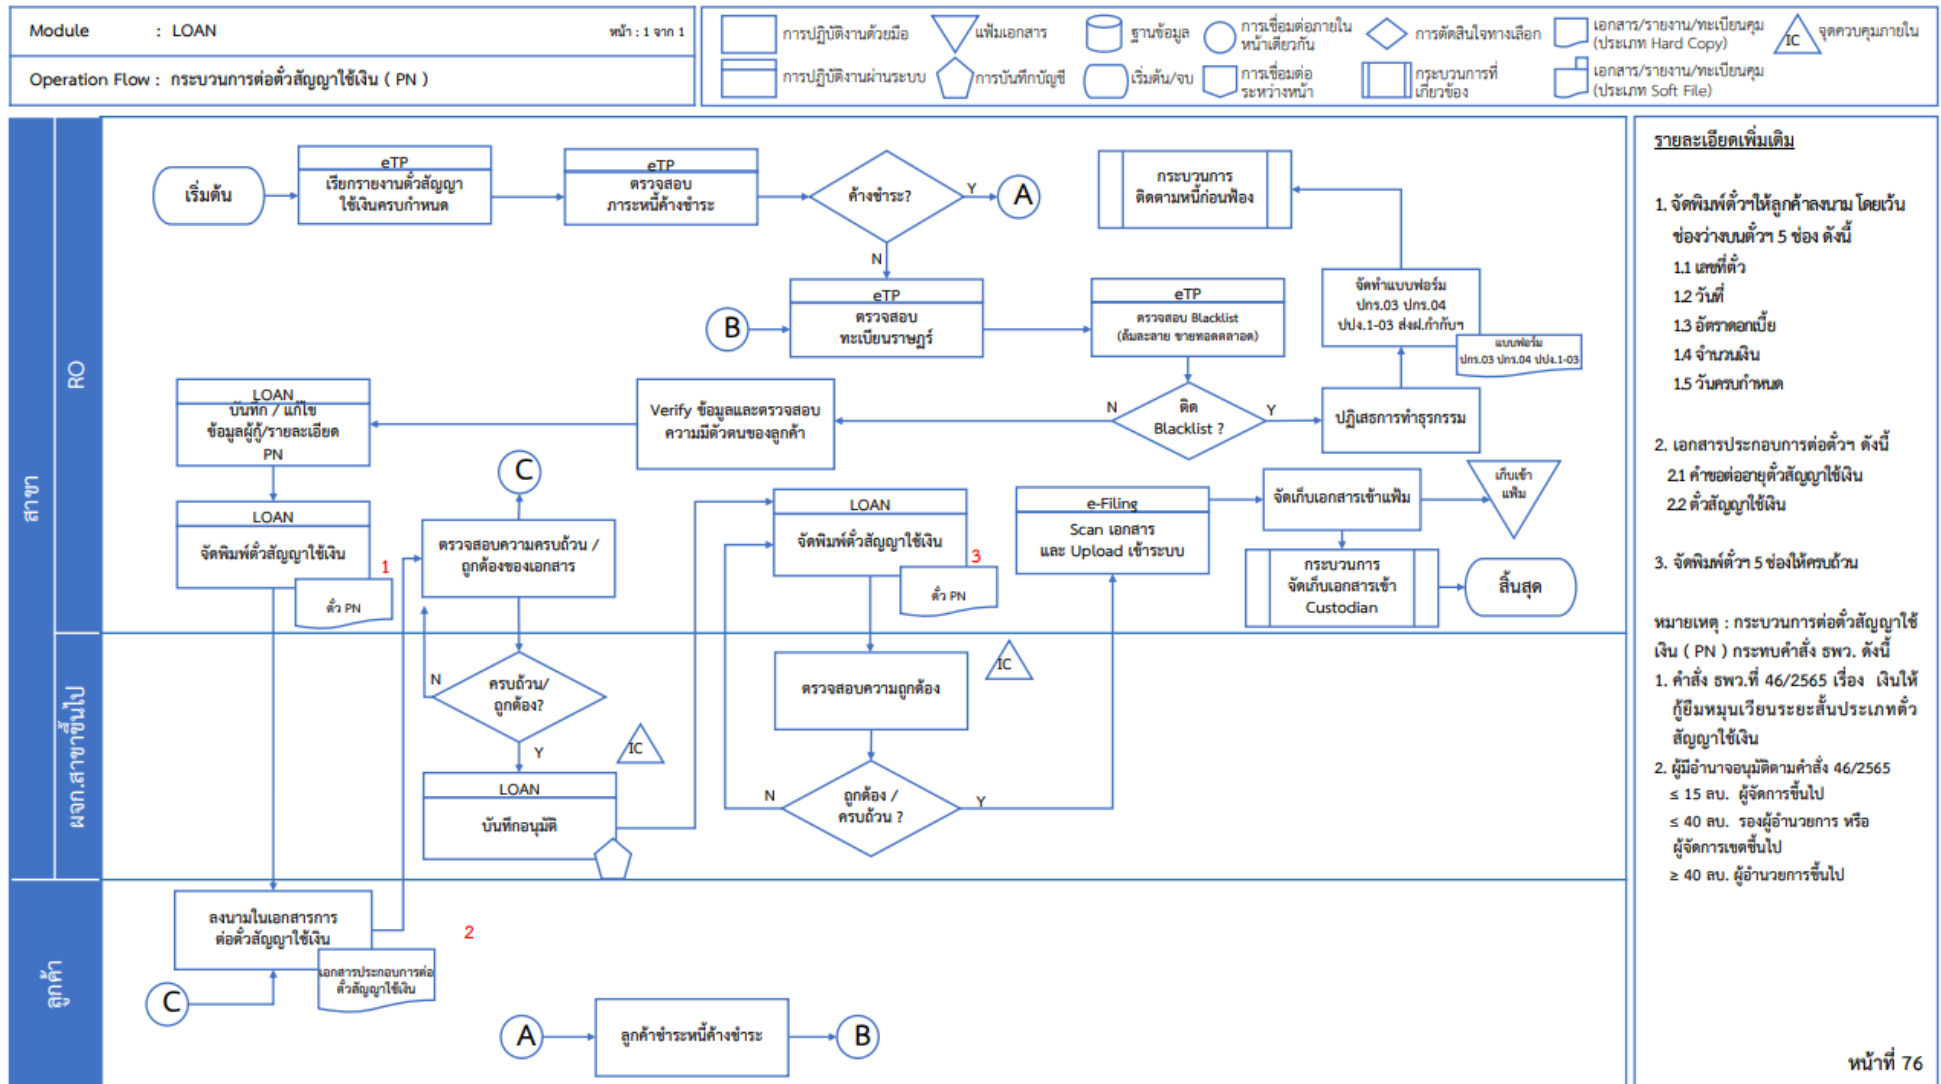 Module : LOAN
หน้า : 1 จาก 1
Operation Flow : กระบวนการต่อตั๋วสัญญาใช้เงิน ( PN )
การปฏิบัติงานด้วยมือ
แฟ้มเอกสาร
ฐานข้อมูล
การเชื่อมต่อภายใน
หน้าเดียวกัน
การตัดสินใจทางเลือก
เอกสาร/รายงาน/ทะเบียนคุม
(ประเภท Hard Copy)
IC
จุดควบคุมภายใน
การปฏิบัติงานผ่านระบบ
การบันทึกบัญชี
เริ่มต้น/จบ
การเชื่อมต่อ
ระหว่างหน้า
กระบวนการที่
เกี่ยวข้อง
เอกสาร/รายงาน/ทะเบียนคุม
(ประเภท Soft File)
สาขา
RO
ผจก.สาขาขึ้นไป
ลูกค้า
เริ่มต้น
eTP
เรียกรายงานตั๋วสัญญา
ใช้เงินครบกำหนด
eTP
ตรวจสอบ
ภาระหนี้ค้างชำระ
ค้างชำระ?
Y
A
N
กระบวนการ
ติดตามหนี้ก่อนฟ้อง
B
eTP
ตรวจสอบ
ทะเบียนราษฎร์
eTP
ตรวจสอบ Blacklist
(ล้มละลาย ขายทอดตลาด)
จัดทำแบบฟอร์ม
ปกร.03 ปกร.04
ปปง.1-03 ส่งฝ.กำกับฯ
แบบฟอร์ม
ปกร.03 ปกร.04 ปปง.1-03
LOAN
บันทึก / แก้ไข
ข้อมูลผู้กู้/รายละเอียด
PN
Verify ข้อมูลและตรวจสอบ
ความมีตัวตนของลูกค้า
N
ติด
Blacklist ?
Y
ปฏิเสธการทำธุรกรรม
C
LOAN
จัดพิมพ์ตั๋วสัญญาใช้เงิน
1
ตั๋ว PN
ตรวจสอบความครบถ้วน /
ถูกต้องของเอกสาร
LOAN
จัดพิมพ์ตั๋วสัญญาใช้เงิน
3
ตั๋ว PN
e-Filing
Scan เอกสาร
และ Upload เข้าระบบ
จัดเก็บเอกสารเข้าแฟ้ม
เก็บเข้า
แฟ้ม
กระบวนการ
จัดเก็บเอกสารเข้า
Custodian
สิ้นสุด
N
ครบถ้วน/
ถูกต้อง?
Y
IC
LOAN
บันทึกอนุมัติ
ตรวจสอบความถูกต้อง
IC
N
ถูกต้อง /
ครบถ้วน ?
Y
ลงนามในเอกสารการ
ต่อตั๋วสัญญาใช้เงิน
2
เอกสารประกอบการต่อ
ตั๋วสัญญาใช้เงิน
C
A
ลูกค้าชำระหนี้ค้างชำระ
B
รายละเอียดเพิ่มเติม
1. จัดพิมพ์ตั๋วฯให้ลูกค้าลงนาม โดยเว้น
ช่องว่างบนตั๋วฯ 5 ช่อง ดังนี้
1.1 เลขที่ตั๋ว
1.2 วันที่
1.3 อัตราดอกเบี้ย
1.4 จำนวนเงิน
1.5 วันครบกำหนด
2. เอกสารประกอบการต่อตั๋วฯ ดังนี้
2.1 คำขอต่ออายุตั๋วสัญญาใช้เงิน
2.2 ตั๋วสัญญาใช้เงิน
3. จัดพิมพ์ตั๋วฯ 5 ช่องให้ครบถ้วน
หมายเหตุ : กระบวนการต่อตั๋วสัญญาใช้
เงิน ( PN ) กระทบคำสั่ง ธพว. ดังนี้
1. คำสั่ง ธพว.ที่ 46/2565 เรื่อง เงินให้
กู้ยืมหมุนเวียนระยะสั้นประเภทตั๋ว
สัญญาใช้เงิน
2. ผู้มีอำนาจอนุมัติตามคำสั่ง 46/2565
≤ 15 ลบ. ผู้จัดการขึ้นไป
≤ 40 ลบ. รองผู้อำนวยการ หรือ
ผู้จัดการเขตขึ้นไป
≥ 40 ลบ. ผู้อำนวยการขึ้นไป
หน้าที่ 76